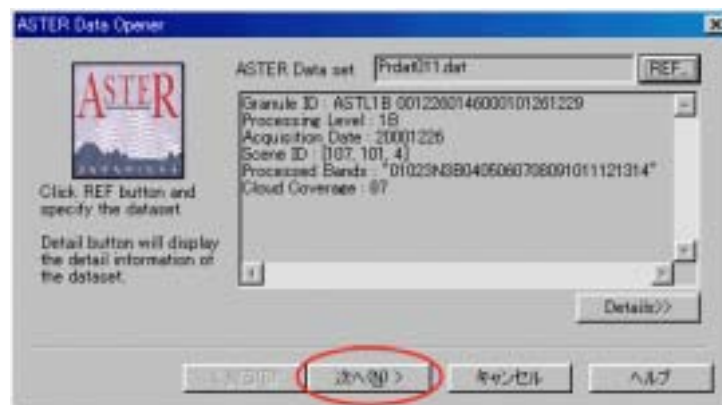 ASTER Data Opener
ASTER Data set
Prdat011.dat
REF..
ASTER
Granule ID : ASTL1B 0012260146000101261229
Processing Level : 1B
Acquisition Date : 20001226
Scene ID : [107, 101, 4]
Processed Bands : "01023N3B0405060708091011121314"
Cloud Coverage : 87
Click REF button and
specify the dataset
Detail button will display
the detail information of
the dataset.
Details>>
次へ(N) >
キャンセル
ヘルプ